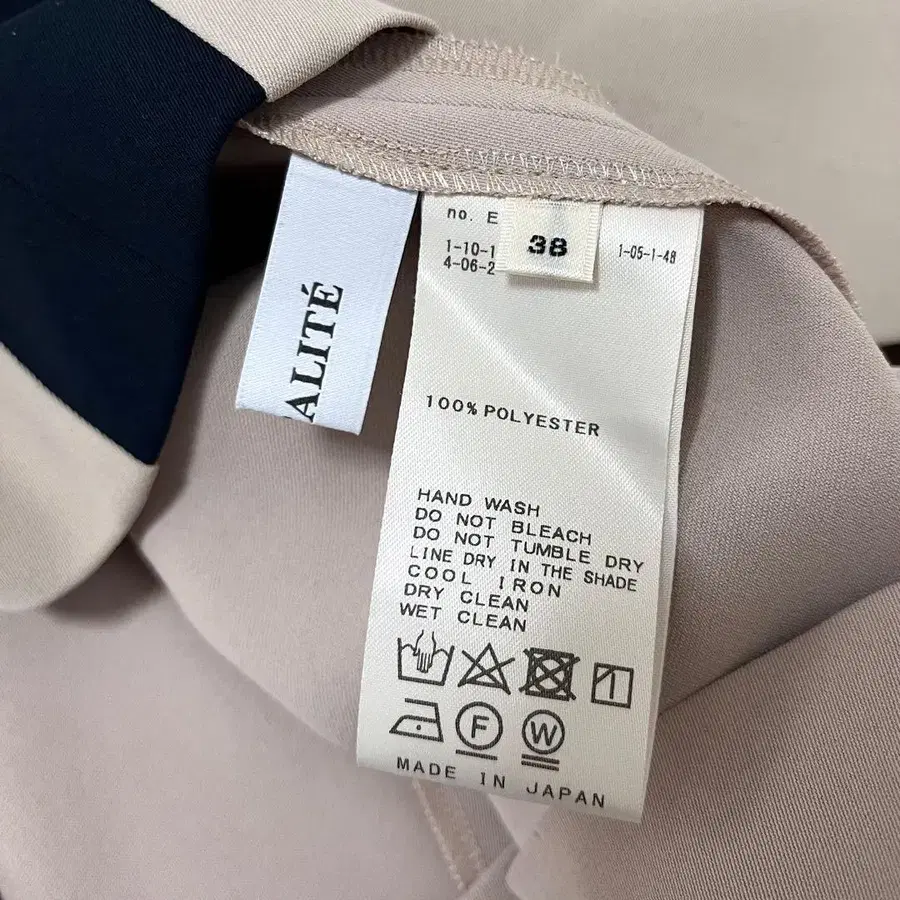 ALITÉ
no. E
38
1-10-1
4-06-2
1-05-1-48
100% POLYESTER
HAND WASH
DO NOT BLEACH
DO NOT TUMBLE DRY
LINE DRY IN THE SHADE
COOL IRON
DRY CLEAN
WET CLEAN
F
W
MADE IN JAPAN